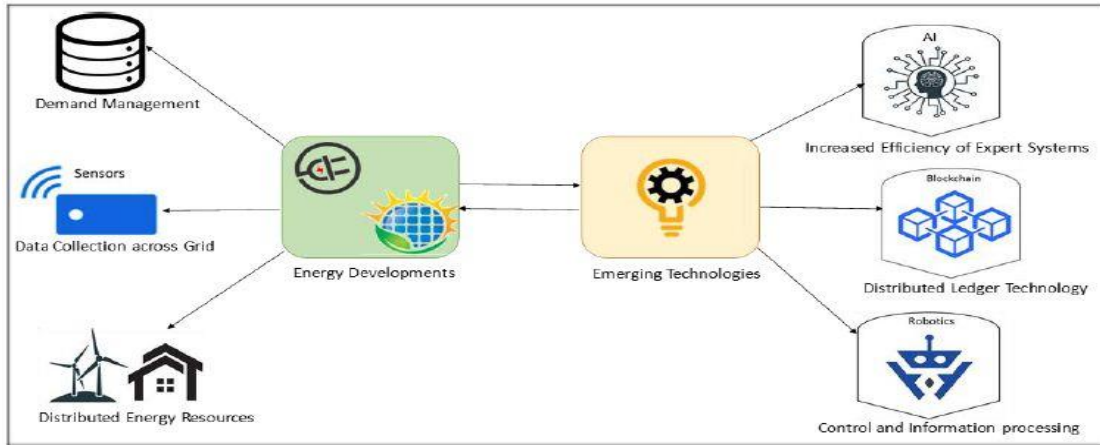 AI
Demand Management
Increased Efficiency of Expert Systems
Sensors
Blockchain
Data Collection across Grid
Energy Developments
Emerging Technologies
Distributed Ledger Technology
Robotics
Distributed Energy Resources
Control and Information processing